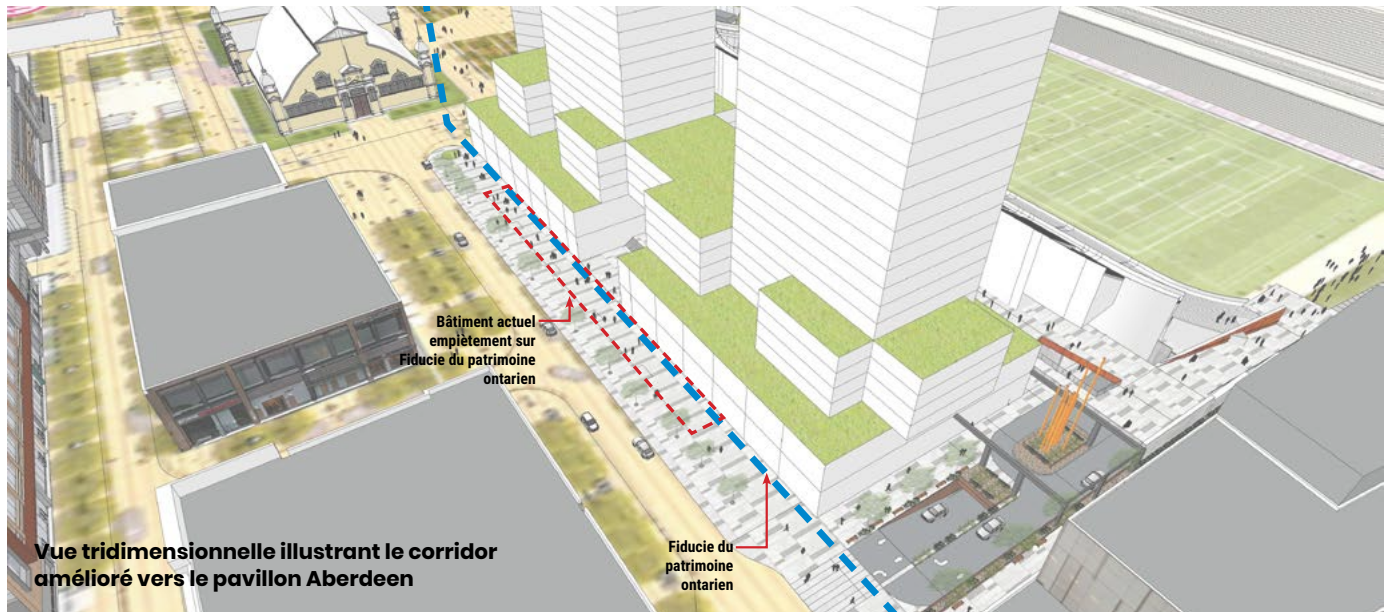 Bâtiment actuel
empiètement sur
Fiducie du patrimoine
ontarien
Fiducie du
patrimoine
ontarien
Vue tridimensionnelle illustrant le corridor
amélioré vers le pavillon Aberdeen